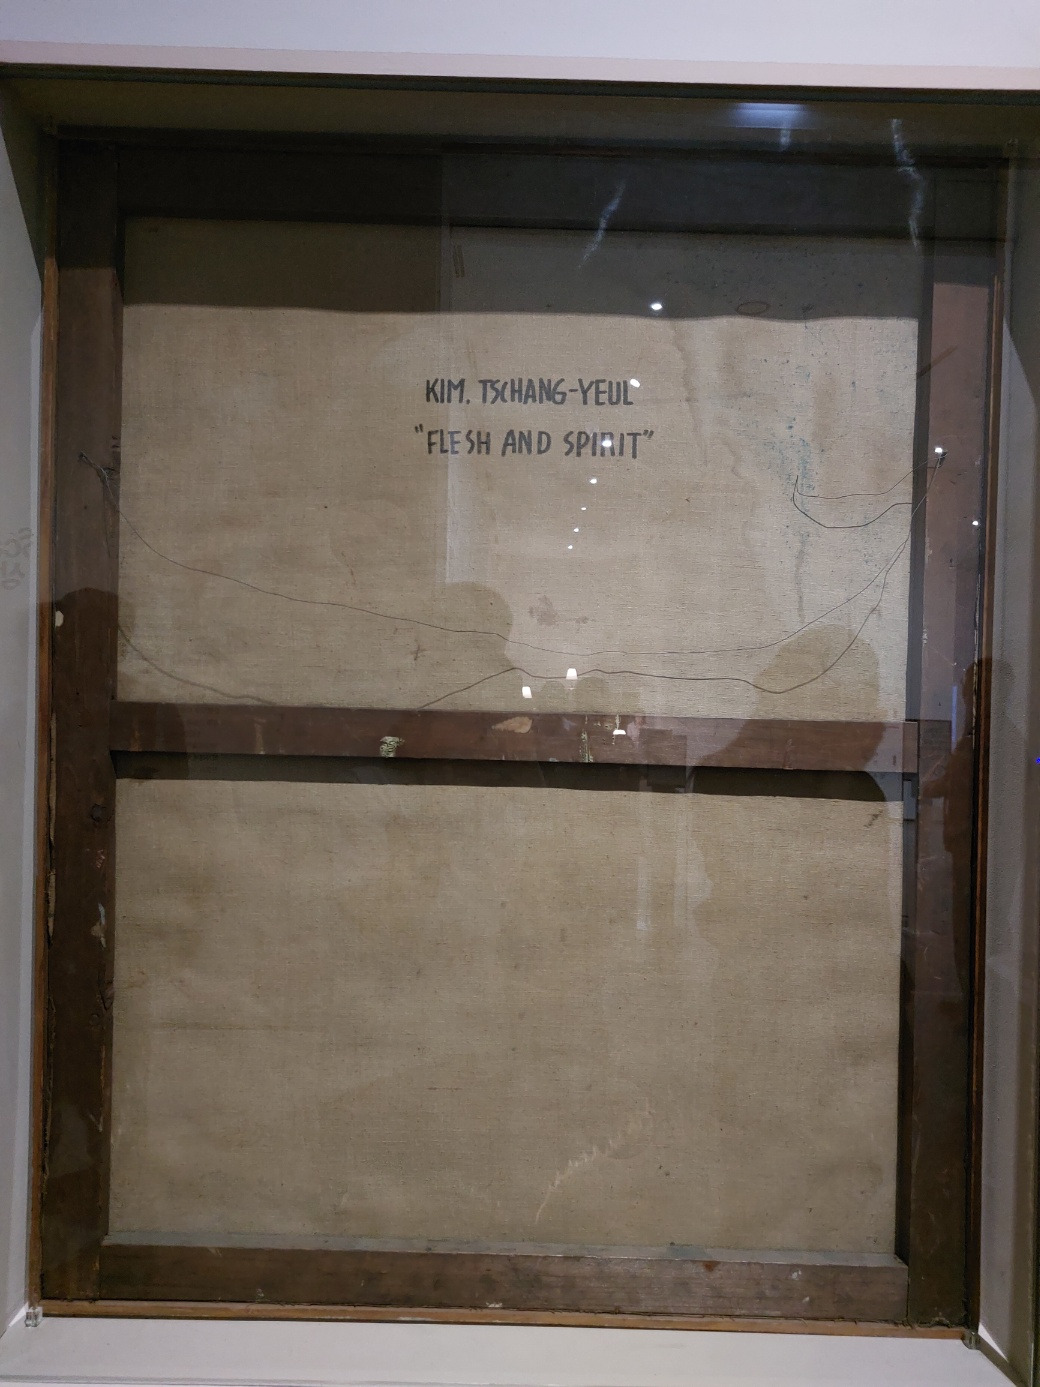 KIM. TSCHANG-YEUL
"FLESH AND SPIRIT"